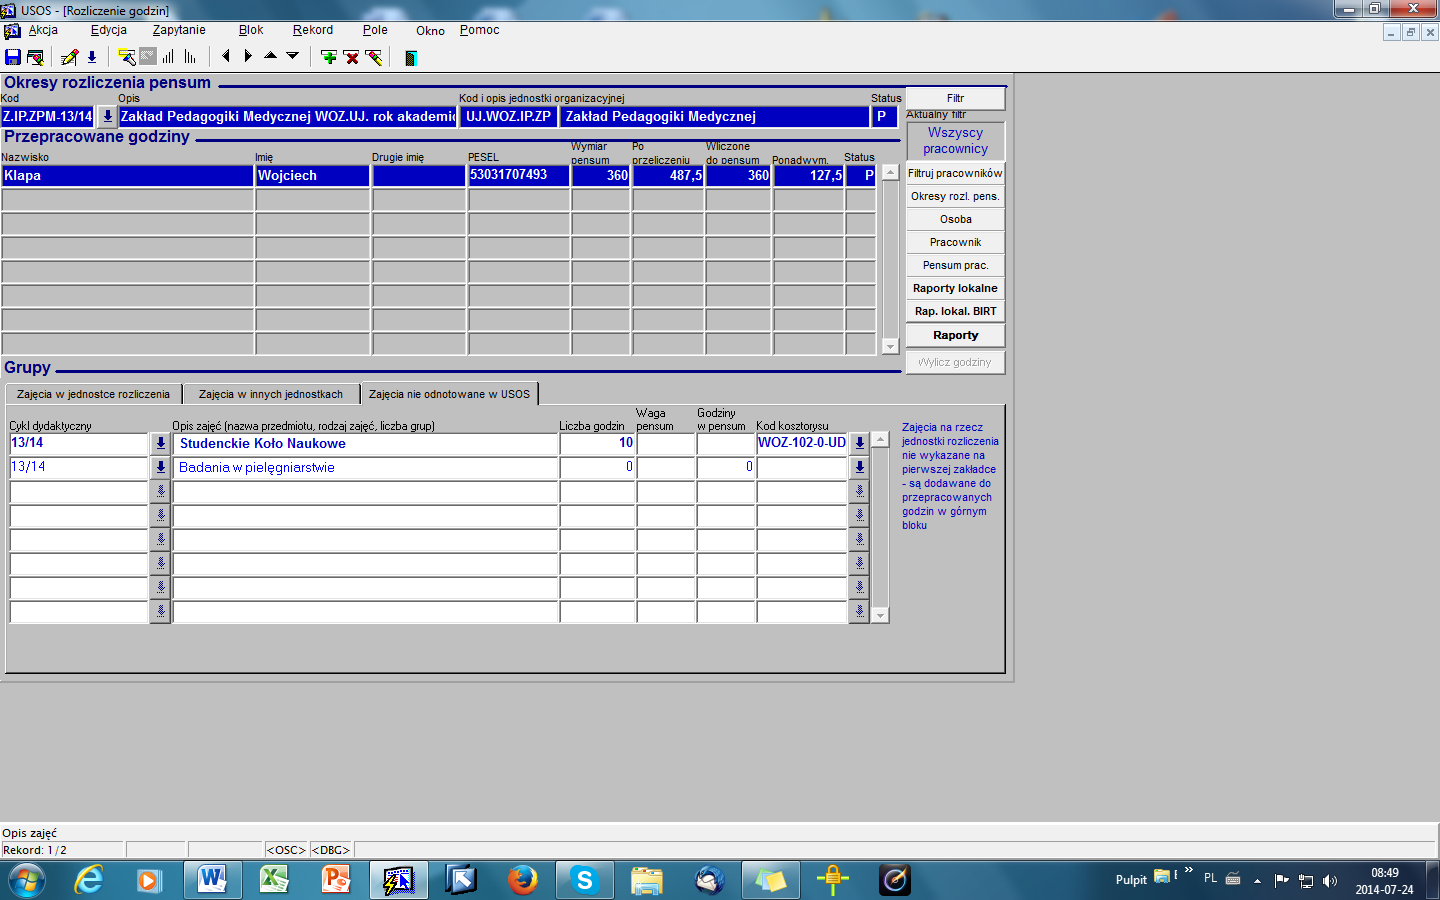 USOS - [Rozliczenie godzin]
Akcja Edycja Zapytanie Blok Rekord Pole Okno Pomoc
Okresy rozliczenia pensum
Kod Opis Kod i opis jednostki organizacyjnej Status
Z.IP.ZPM-13/14 Zakład Pedagogiki Medycznej WOZ.UJ. rok akademic UJ.WOZ.IP.ZP Zakład Pedagogiki Medycznej P
Przepracowane godziny
Nazwisko Imię Drugie imię PESEL Wymiar pensum Po przeliczeniu Wliczone do pensum Ponadwym. Status
Klapa Wojciech 53031707493 360 487,5 360 127,5 P
Filtr
Aktualny filtr
Wszyscy
pracownicy
Filtruj pracowników
Okresy rozl. pens.
Osoba
Pracownik
Pensum prac.
Raporty lokalne
Rap. lokal. BIRT
Raporty
Wylicz godziny
Grupy
Zajęcia w jednostce rozliczenia Zajęcia w innych jednostkach Zajęcia nie odnotowane w USOS
Cykl dydaktyczny Opis zajęć (nazwa przedmiotu, rodzaj zajęć, liczba grup) Liczba godzin Waga pensum Godziny w pensum Kod kosztorysu
13/14 Studenckie Koło Naukowe 10 WOZ-102-0-UD
13/14 Badania w pielęgniarstwie 0 0
Zajęcia na rzecz
jednostki rozliczenia
nie wykazane na
pierwszej zakładce
- są dodawane do
przepracowanych
godzin w górnym
bloku
Opis zajęć
Rekord: 1/2 <OSC> <DBG>
Pulpit » PL 08:49
2014-07-24